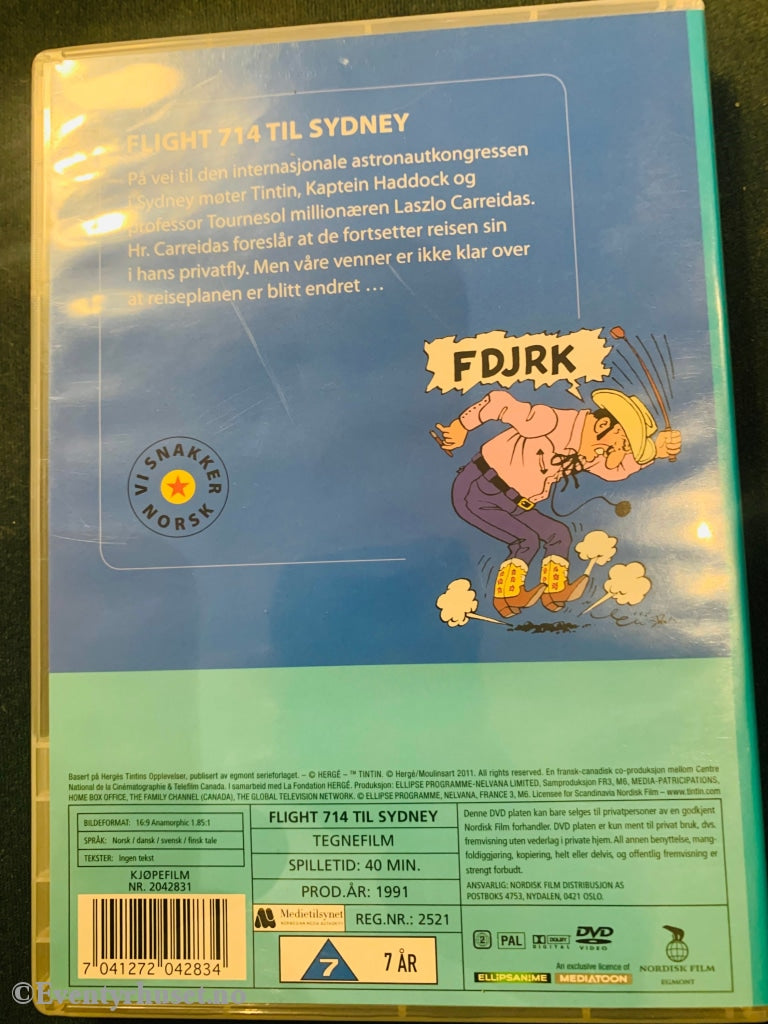 FLIGHT 714 TIL SYDNEY
På vei til den internasjonale astronautkongressen
i Sydney møter Tintin, Kaptein Haddock og
professor Tournesol millionæren Laszlo Carreidas.
Hr. Carreidas foreslår at de fortsetter reisen sin
i hans privatfly. Men våre venner er ikke klar over
at reiseplanen er blitt endret ...
FDJRK
VI SNAKKER
NORSK
Basert på Hergés Tintins Opplevelser, publisert av egmont serieforlaget. – © HERGÉ – ™ TINTIN. © Hergé/Moulinsart 2011. All rights reserved. En fransk-canadisk co-produksjon mellom Centre
National de la Cinématographie & Telefilm Canada. I samarbeid med La Fondation HERGÉ. Produksjon: ELLIPSE PROGRAMME-NELVANA LIMITED, Samproduksjon FR3, M6, MEDIA-PATRICIPATIONS,
HOME BOX OFFICE, THE FAMILY CHANNEL (CANADA), THE GLOBAL TELEVISION NETWORK. © ELLIPSE PROGRAMME, NELVANA, FRANCE 3, M6. Licensee for Scandinavia Nordisk Film – www.tintin.com
BILDEFORMAT: 16:9 Anamorphic 1.85:1
SPRÅK: Norsk / dansk / svensk / finsk tale
TEKSTER: Ingen tekst
KJØPEFILM
NR. 2042831
7 041272 042834
FLIGHT 714 TIL SYDNEY
TEGNEFILM
SPILLETID: 40 MIN.
PROD.ÅR: 1991
Medietilsynet
NORWEGIAN MEDIA AUTHORITY
REG.NR.: 2521
7
7 ÅR
Denne DVD platen kan bare selges til privatpersoner av en godkjent
Nordisk Film forhandler. DVD platen er kun ment til privat bruk, dvs.
fremvisning uten vederlag i private hjem. All annen benyttelse, mang-
foldiggjøring, kopiering, helt eller delvis, og offentlig fremvisning er
strengt forbudt.
ANSVARLIG: NORDISK FILM DISTRIBUSJON AS
POSTBOKS 4753, NYDALEN, 0421 OSLO.
2
PAL
DOLBY
DIGITAL
DVD
VIDEO
An exclusive licence of
ELLIPSANIME
MEDIATOON
NORDISK FILM
EGMONT
©Eventyrhuset.no